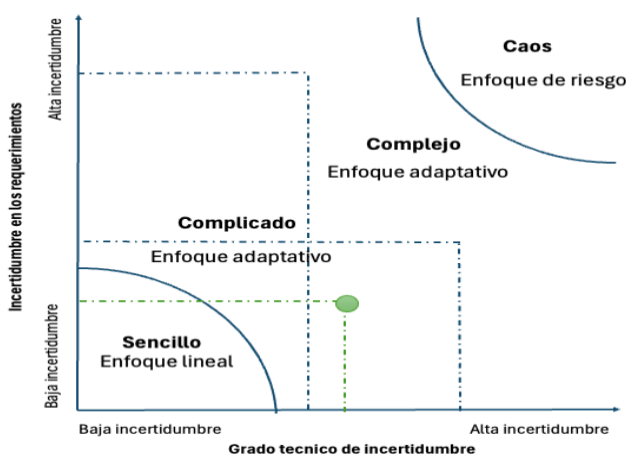 Alta incertidumbre
Incertidumbre en los requerimientos
Baja incertidumbre
Caos
Enfoque de riesgo
Complejo
Enfoque adaptativo
Complicado
Enfoque adaptativo
Sencillo
Enfoque lineal
Baja incertidumbre
Alta incertidumbre
Grado tecnico de incertidumbre